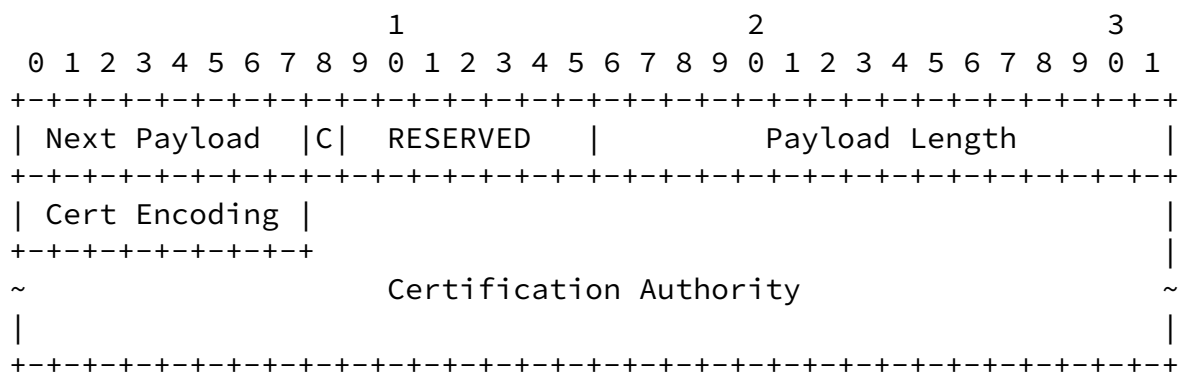 1                   2                   3
 0 1 2 3 4 5 6 7 8 9 0 1 2 3 4 5 6 7 8 9 0 1 2 3 4 5 6 7 8 9 0 1
+-+-+-+-+-+-+-+-+-+-+-+-+-+-+-+-+-+-+-+-+-+-+-+-+-+-+-+-+-+-+-+-+
| Next Payload  |C|  RESERVED   |         Payload Length        |
+-+-+-+-+-+-+-+-+-+-+-+-+-+-+-+-+-+-+-+-+-+-+-+-+-+-+-+-+-+-+-+-+
| Cert Encoding |                                               |
+-+-+-+-+-+-+-+-+                                               |
~                    Certification Authority                    ~
|                                                               |
+-+-+-+-+-+-+-+-+-+-+-+-+-+-+-+-+-+-+-+-+-+-+-+-+-+-+-+-+-+-+-+-+